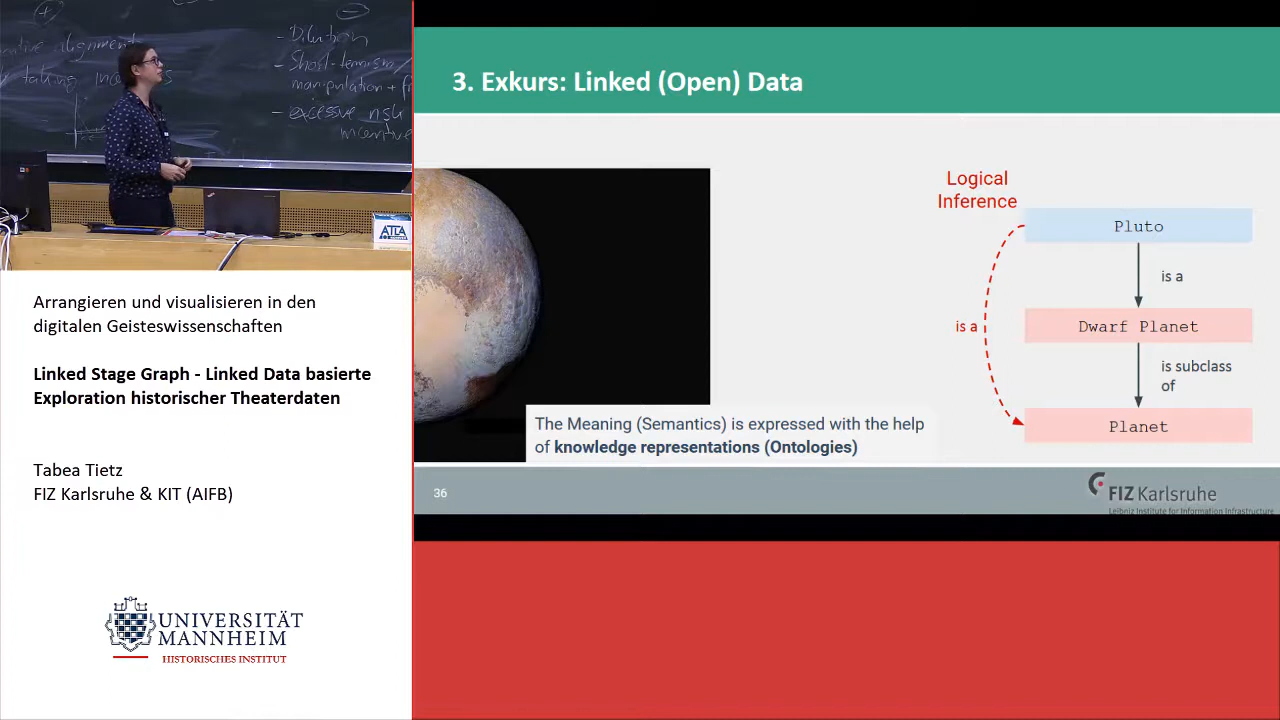 - Dilution
- Short-termism
manipulation +
- excessive risk
incentive
ATLA
3. Exkurs: Linked (Open) Data
Logical
Inference
Pluto
is a
is a
Dwarf Planet
is subclass
of
Planet
The Meaning (Semantics) is expressed with the help
of knowledge representations (Ontologies)
36
FIZ Karlsruhe
Leibniz Institute for Information Infrastructure
Arrangieren und visualisieren in den
digitalen Geisteswissenschaften
Linked Stage Graph - Linked Data basierte
Exploration historischer Theaterdaten
Tabea Tietz
FIZ Karlsruhe & KIT (AIFB)
UNIVERSITÄT
MANNHEIM
HISTORISCHES INSTITUT